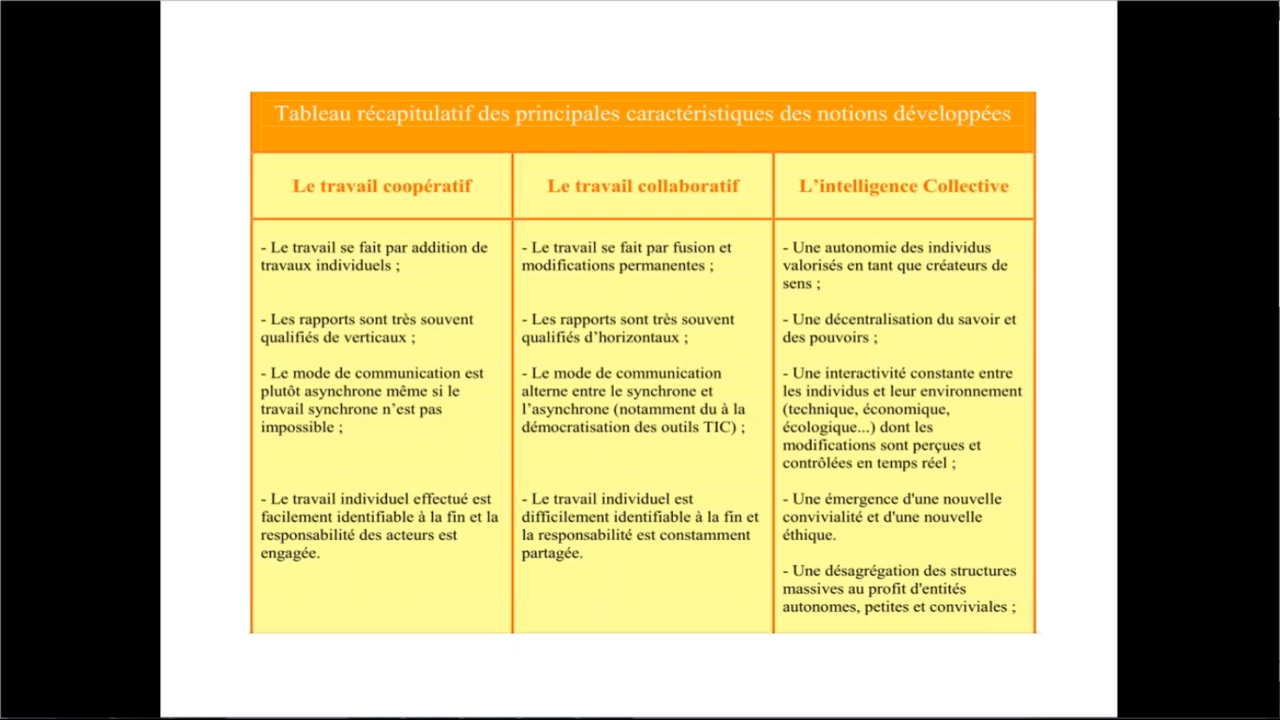 Tableau récapitulatif des principales caractéristiques des notions développées
Le travail coopératif
- Le travail se fait par addition de
travaux individuels ;
- Les rapports sont très souvent
qualifiés de verticaux ;
- Le mode de communication est
plutôt asynchrone même si le
travail synchrone n'est pas
impossible ;
- Le travail individuel effectué est
facilement identifiable à la fin et la
responsabilité des acteurs est
engagée.
Le travail collaboratif
- Le travail se fait par fusion et
modifications permanentes ;
- Les rapports sont très souvent
qualifiés d'horizontaux ;
- Le mode de communication
alterne entre le synchrone et
l'asynchrone (notamment du à la
démocratisation des outils TIC) ;
- Le travail individuel est
difficilement identifiable à la fin et
la responsabilité est constamment
partagée.
L'intelligence Collective
- Une autonomie des individus
valorisés en tant que créateurs de
sens ;
- Une décentralisation du savoir et
des pouvoirs ;
- Une interactivité constante entre
les individus et leur environnement
(technique, économique,
écologique...) dont les
modifications sont perçues et
contrôlées en temps réel ;
- Une émergence d'une nouvelle
convivialité et d'une nouvelle
éthique.
- Une désagrégation des structures
massives au profit d'entités
autonomes, petites et conviviales ;